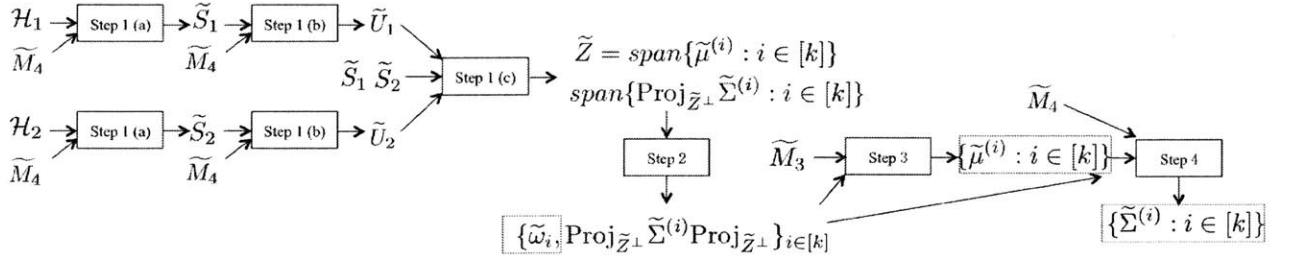 H₁ Step 1 (a) S̃₁ Step 1 (b) Ũ₁
M̃₄ M̃₄
S̃₁ S̃₂ Step 1 (c) Z̃ = span{μ̃⁽ⁱ⁾ : i ∈ [k]}
span{Proj_{Z̃^⊥} Σ̃⁽ⁱ⁾ : i ∈ [k]}
H₂ Step 1 (a) S̃₂ Step 1 (b) Ũ₂
M̃₄ M̃₄
M̃₄
Step 2 M̃₃ Step 3 {μ̃⁽ⁱ⁾ : i ∈ [k]} Step 4
{ω̃ᵢ, Proj_{Z̃^⊥} Σ̃⁽ⁱ⁾ Proj_{Z̃^⊥}}_{i∈[k]} {Σ̃⁽ⁱ⁾ : i ∈ [k]}